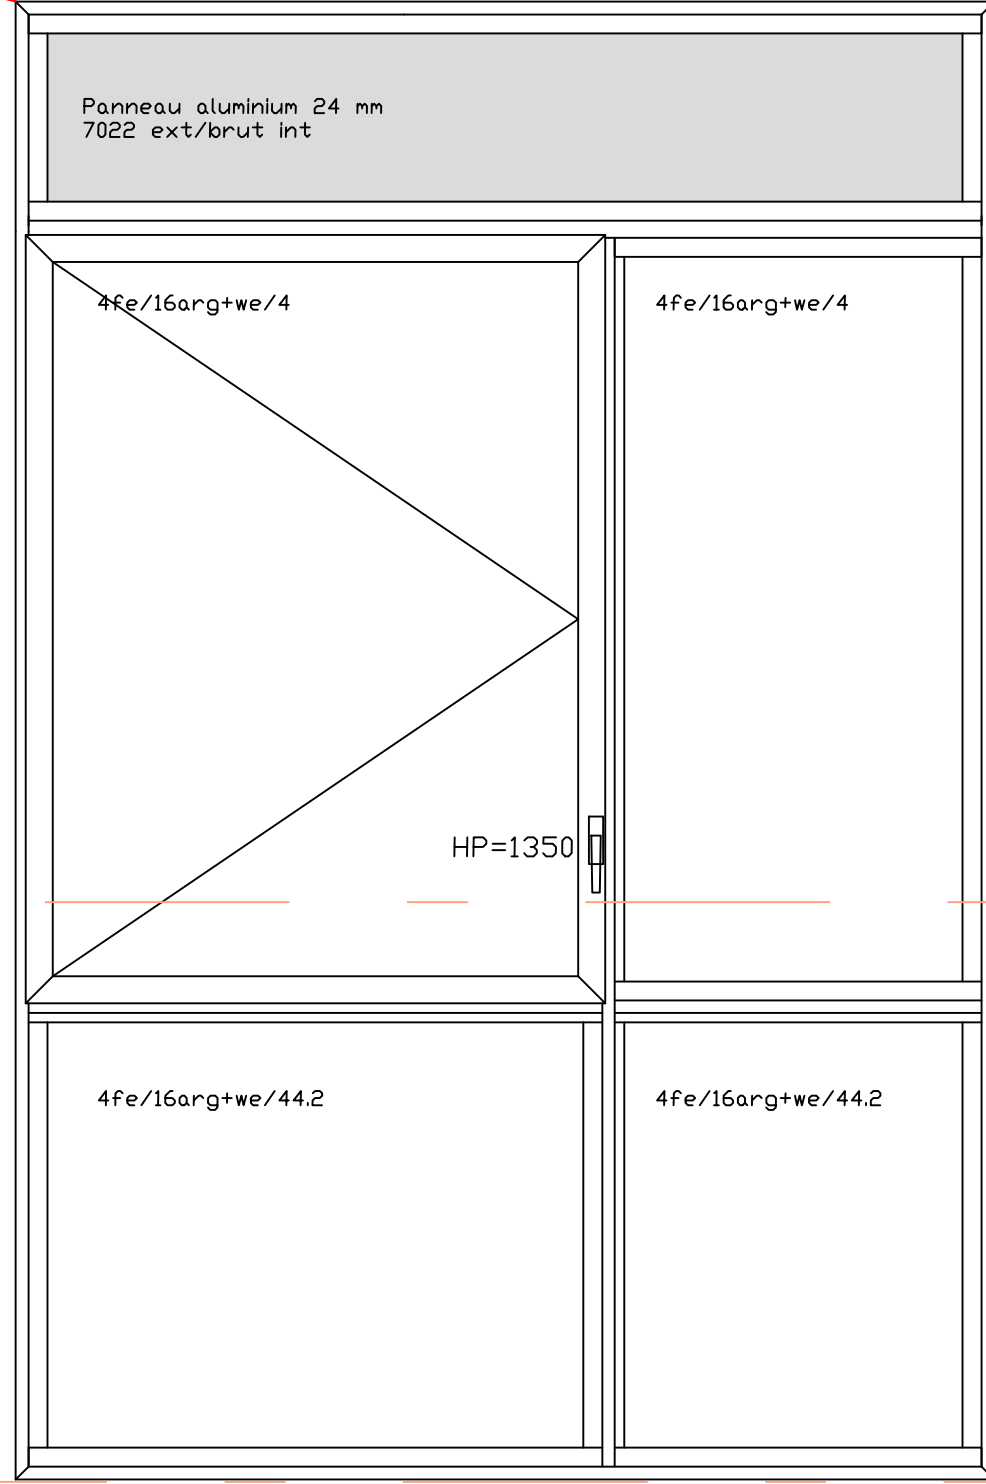 Panneau aluminium 24 mm
7022 ext/brut int
4fe/16arg+we/4
4fe/16arg+we/4
HP=1350
4fe/16arg+we/44.2
4fe/16arg+we/44.2